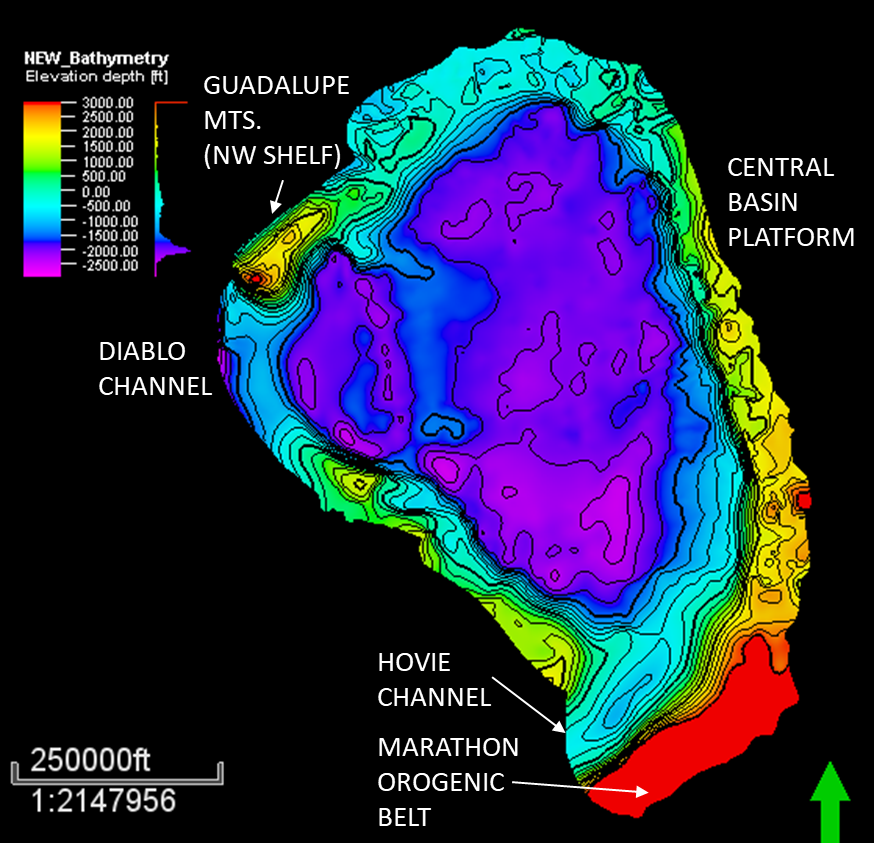 NEW_Bathymetry
Elevation depth [ft]
3000.00
2500.00
2000.00
1500.00
1000.00
500.00
0.00
-500.00
-1000.00
-1500.00
-2000.00
-2500.00
GUADALUPE
MTS.
(NW SHELF)
CENTRAL
BASIN
PLATFORM
DIABLO
CHANNEL
HOVIE
CHANNEL
MARATHON
OROGENIC
BELT
250000ft
1:2147956